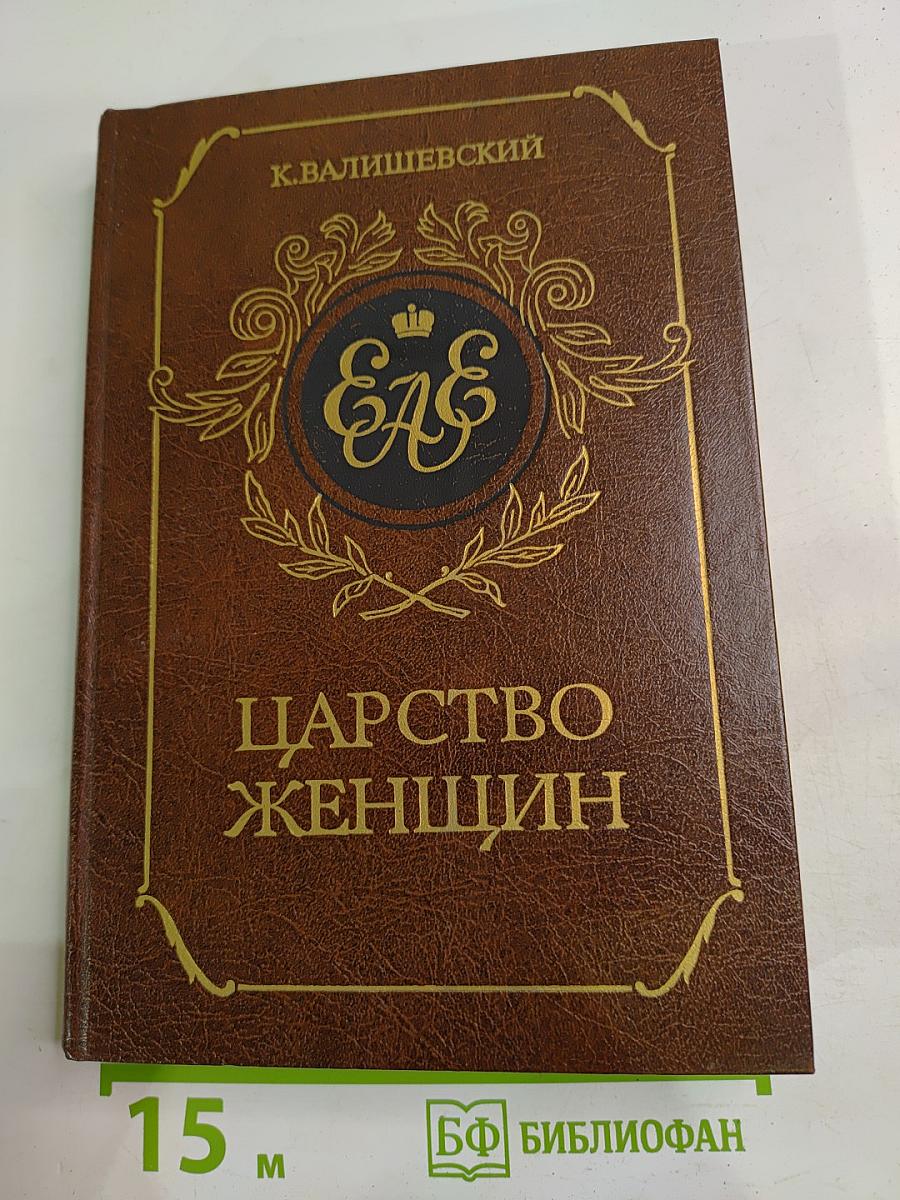 К.ВАЛИШЕВСКИЙ
ЕАЕ
ЦАРСТВО
ЖЕНЩИН
15 м
БФ БИБЛИОФАН